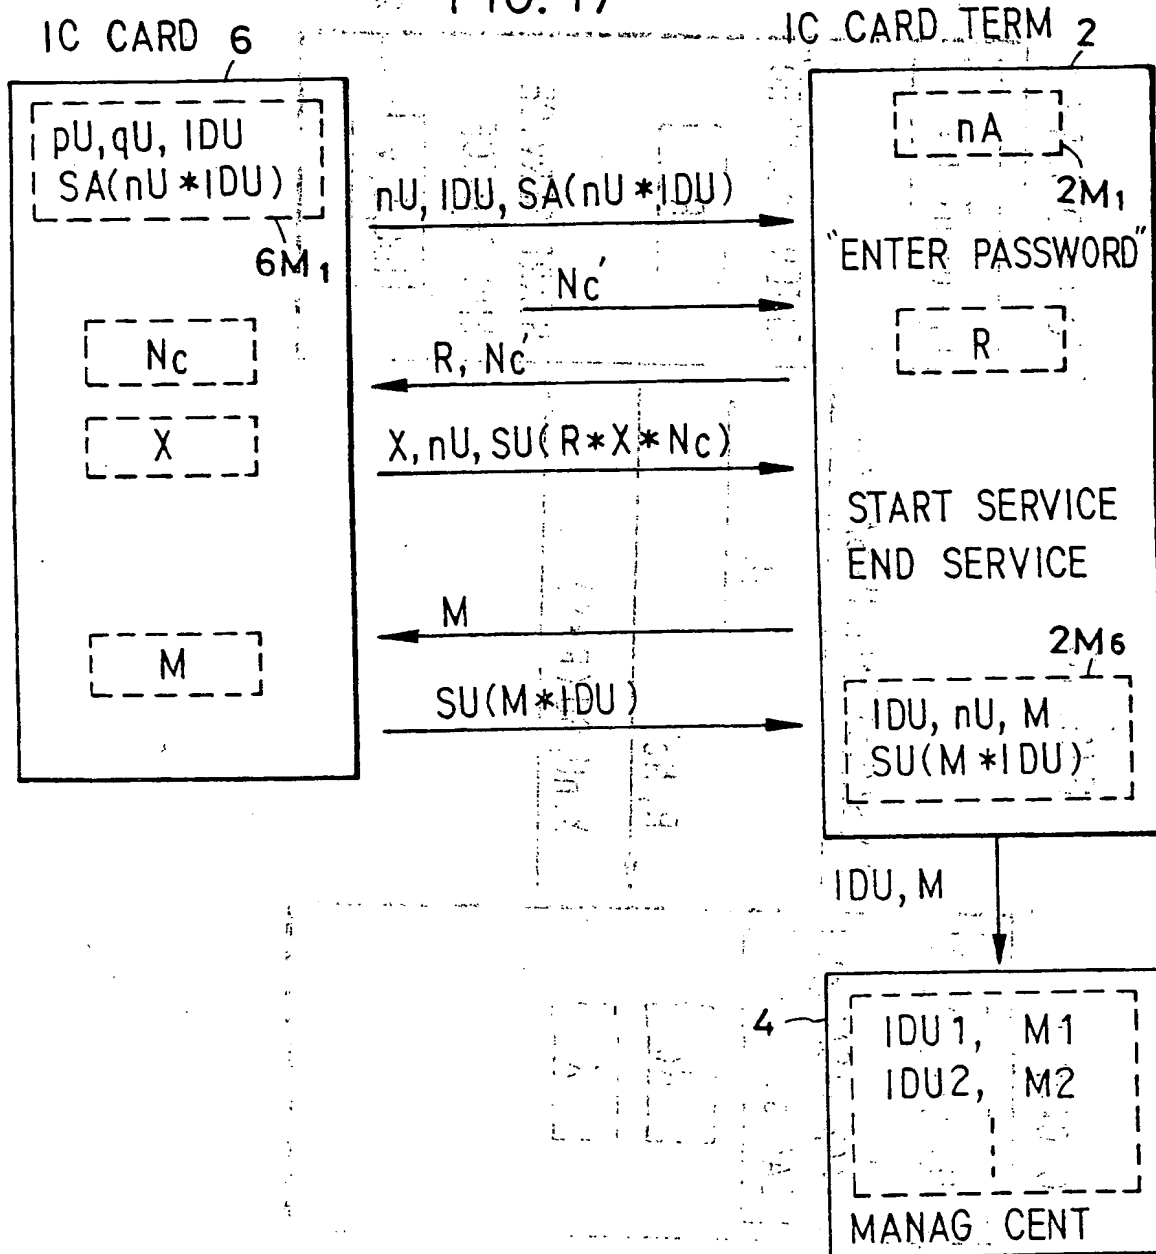 FIG. 17
IC CARD 6
IC CARD TERM 2
pU, qU, IDU
SA(nU*IDU)
6M1
nA
2M1
nU, IDU, SA(nU*IDU)
"ENTER PASSWORD"
Nc'
Nc
R
R, Nc'
X
X, nU, SU(R*X*Nc)
START SERVICE
END SERVICE
M
M
2M6
SU(M*IDU)
IDU, nU, M
SU(M*IDU)
IDU, M
4
IDU1, M1
IDU2, M2
MANAG CENT